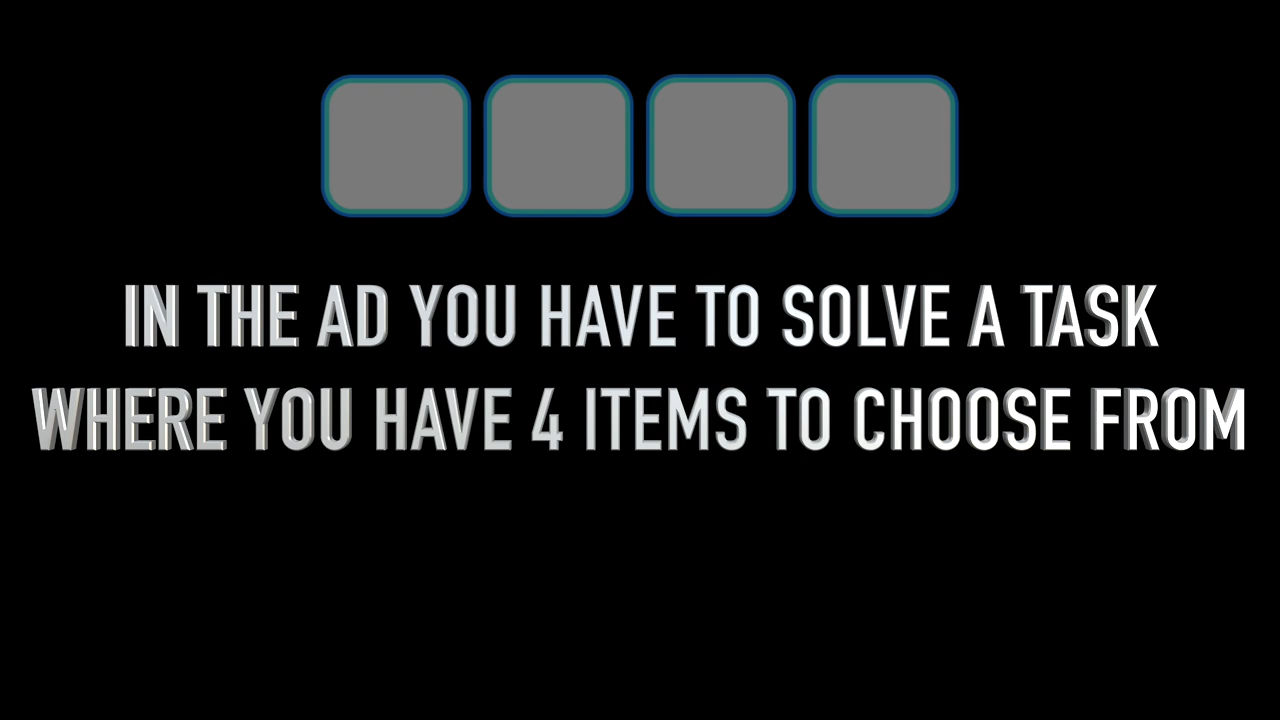 IN THE AD YOU HAVE TO SOLVE A TASK
WHERE YOU HAVE 4 ITEMS TO CHOOSE FROM